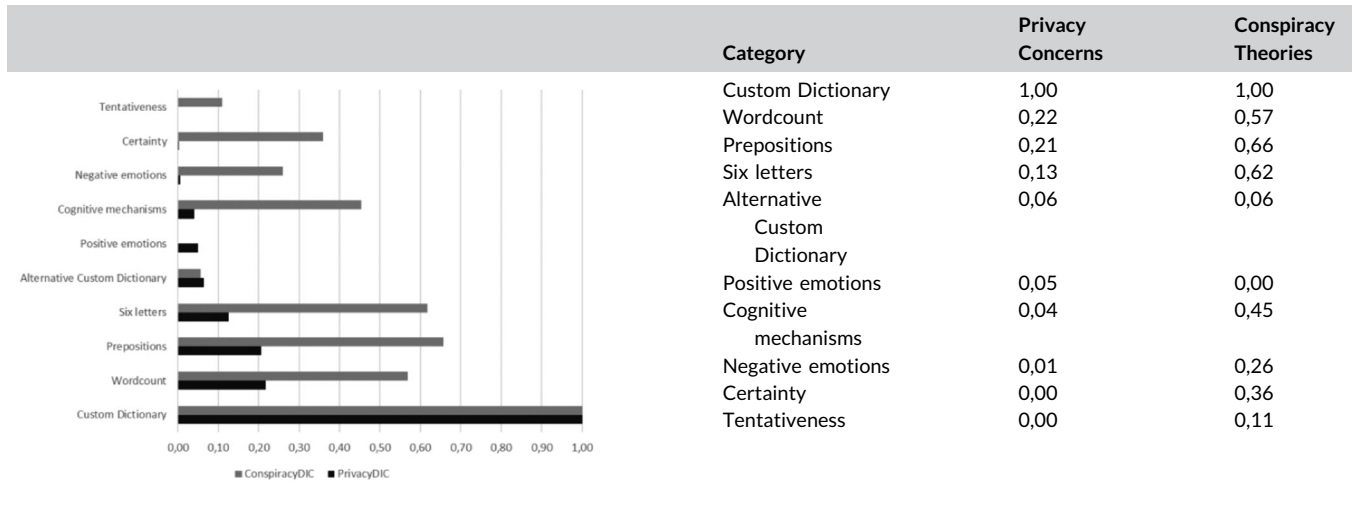 Privacy Conspiracy
Category Concerns Theories
Tentativeness
Certainty
Negative emotions
Cognitive mechanisms
Positive emotions
Alternative Custom Dictionary
Six letters
Prepositions
Wordcount
Custom Dictionary
0,00 0,10 0,20 0,30 0,40 0,50 0,60 0,70 0,80 0,90 1,00
ConspiracyDIC PrivacyDIC
Custom Dictionary 1,00 1,00
Wordcount 0,22 0,57
Prepositions 0,21 0,66
Six letters 0,13 0,62
Alternative 0,06 0,06
Custom
Dictionary
Positive emotions 0,05 0,00
Cognitive 0,04 0,45
mechanisms
Negative emotions 0,01 0,26
Certainty 0,00 0,36
Tentativeness 0,00 0,11